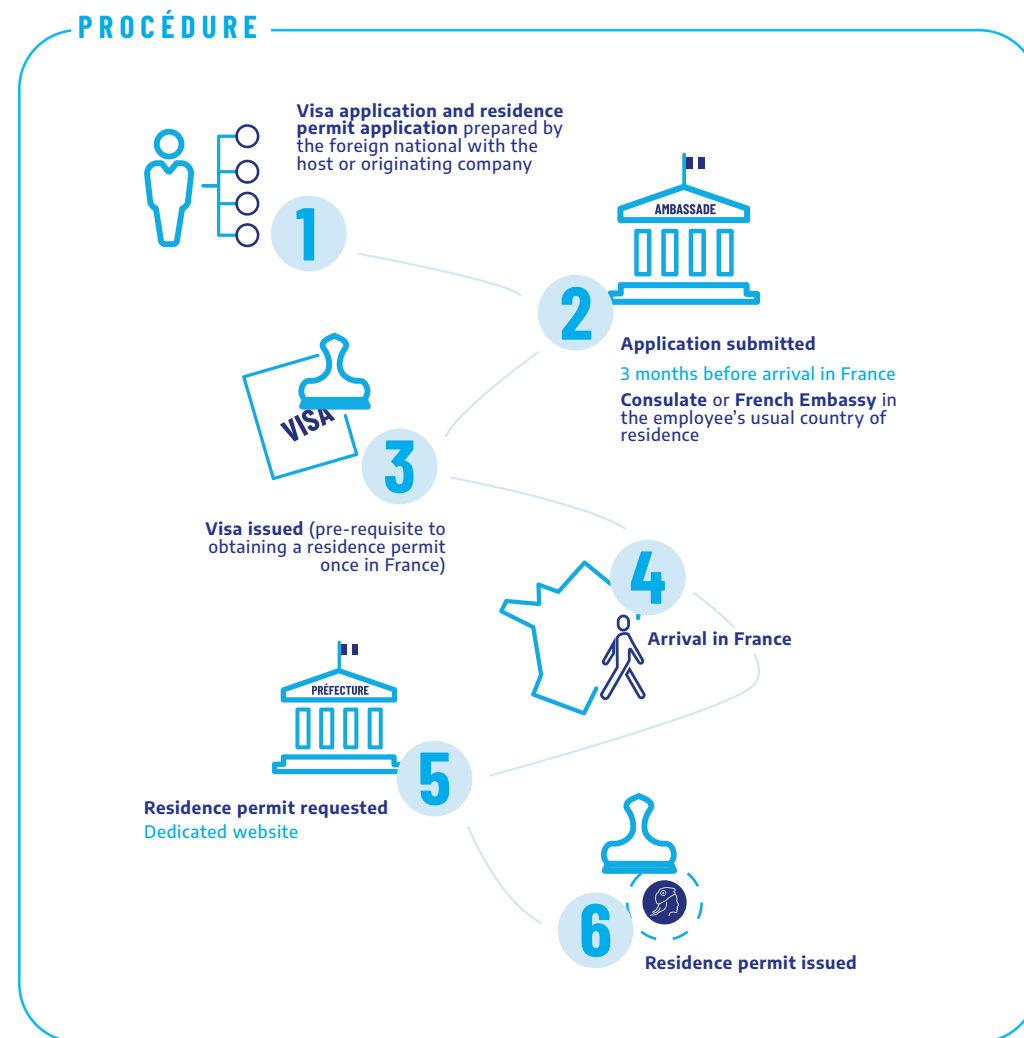 PROCÉDURE
Visa application and residence
permit application prepared by
the foreign national with the
host or originating company
1
AMBASSADE
2
Application submitted
3 months before arrival in France
Consulate or French Embassy in
the employee's usual country of
residence
VISA
3
Visa issued (pre-requisite to
obtaining a residence permit
once in France)
4
Arrival in France
PRÉFECTURE
5
Residence permit requested
Dedicated website
6
Residence permit issued